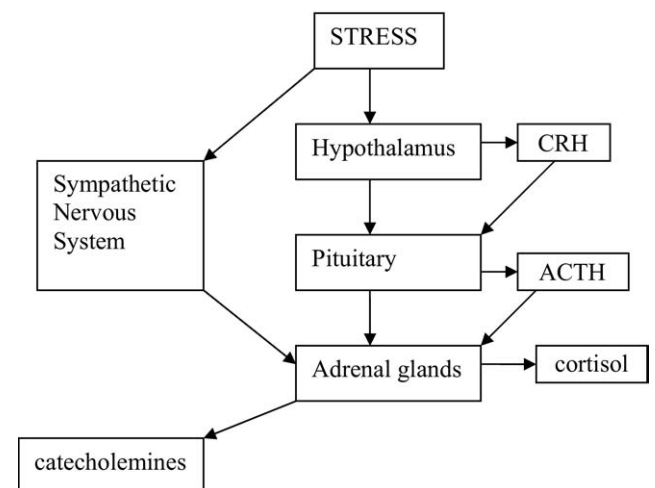 STRESS
Hypothalamus
CRH
Sympathetic
Nervous
System
Pituitary
ACTH
Adrenal glands
cortisol
catecholemines